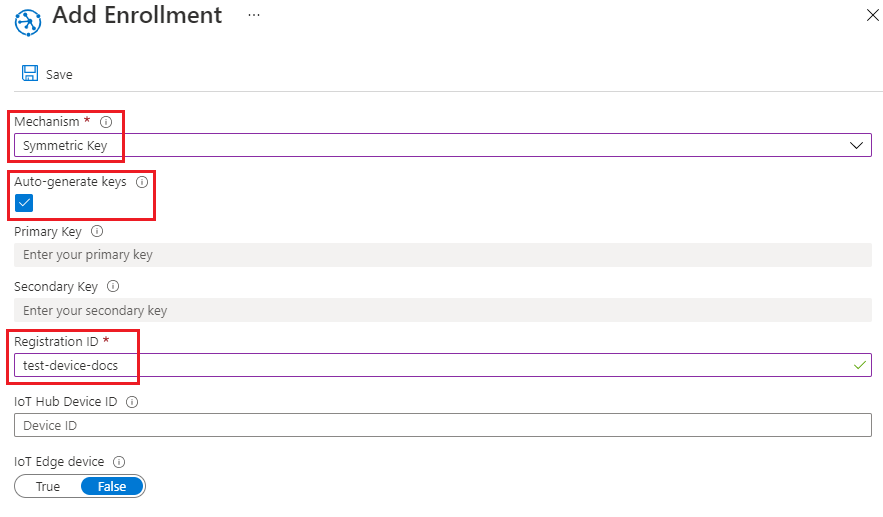 Add Enrollment ...
Save
Mechanism *
Symmetric Key
Auto-generate keys
Primary Key
Enter your primary key
Secondary Key
Enter your secondary key
Registration ID *
test-device-docs
IoT Hub Device ID
Device ID
IoT Edge device
True False